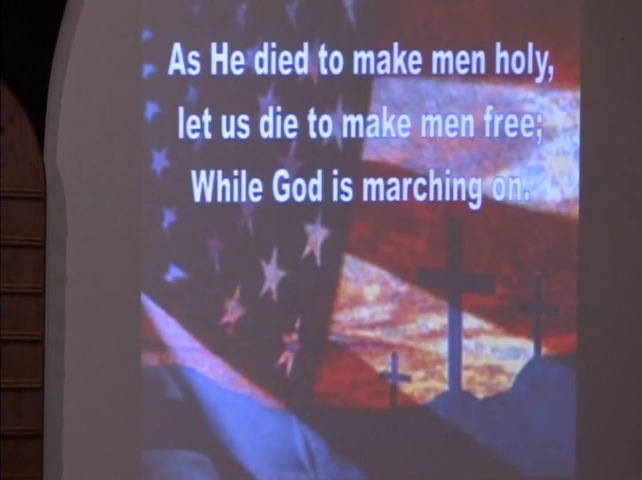 As He died to make men holy,
let us die to make men free;
While God is marching on.